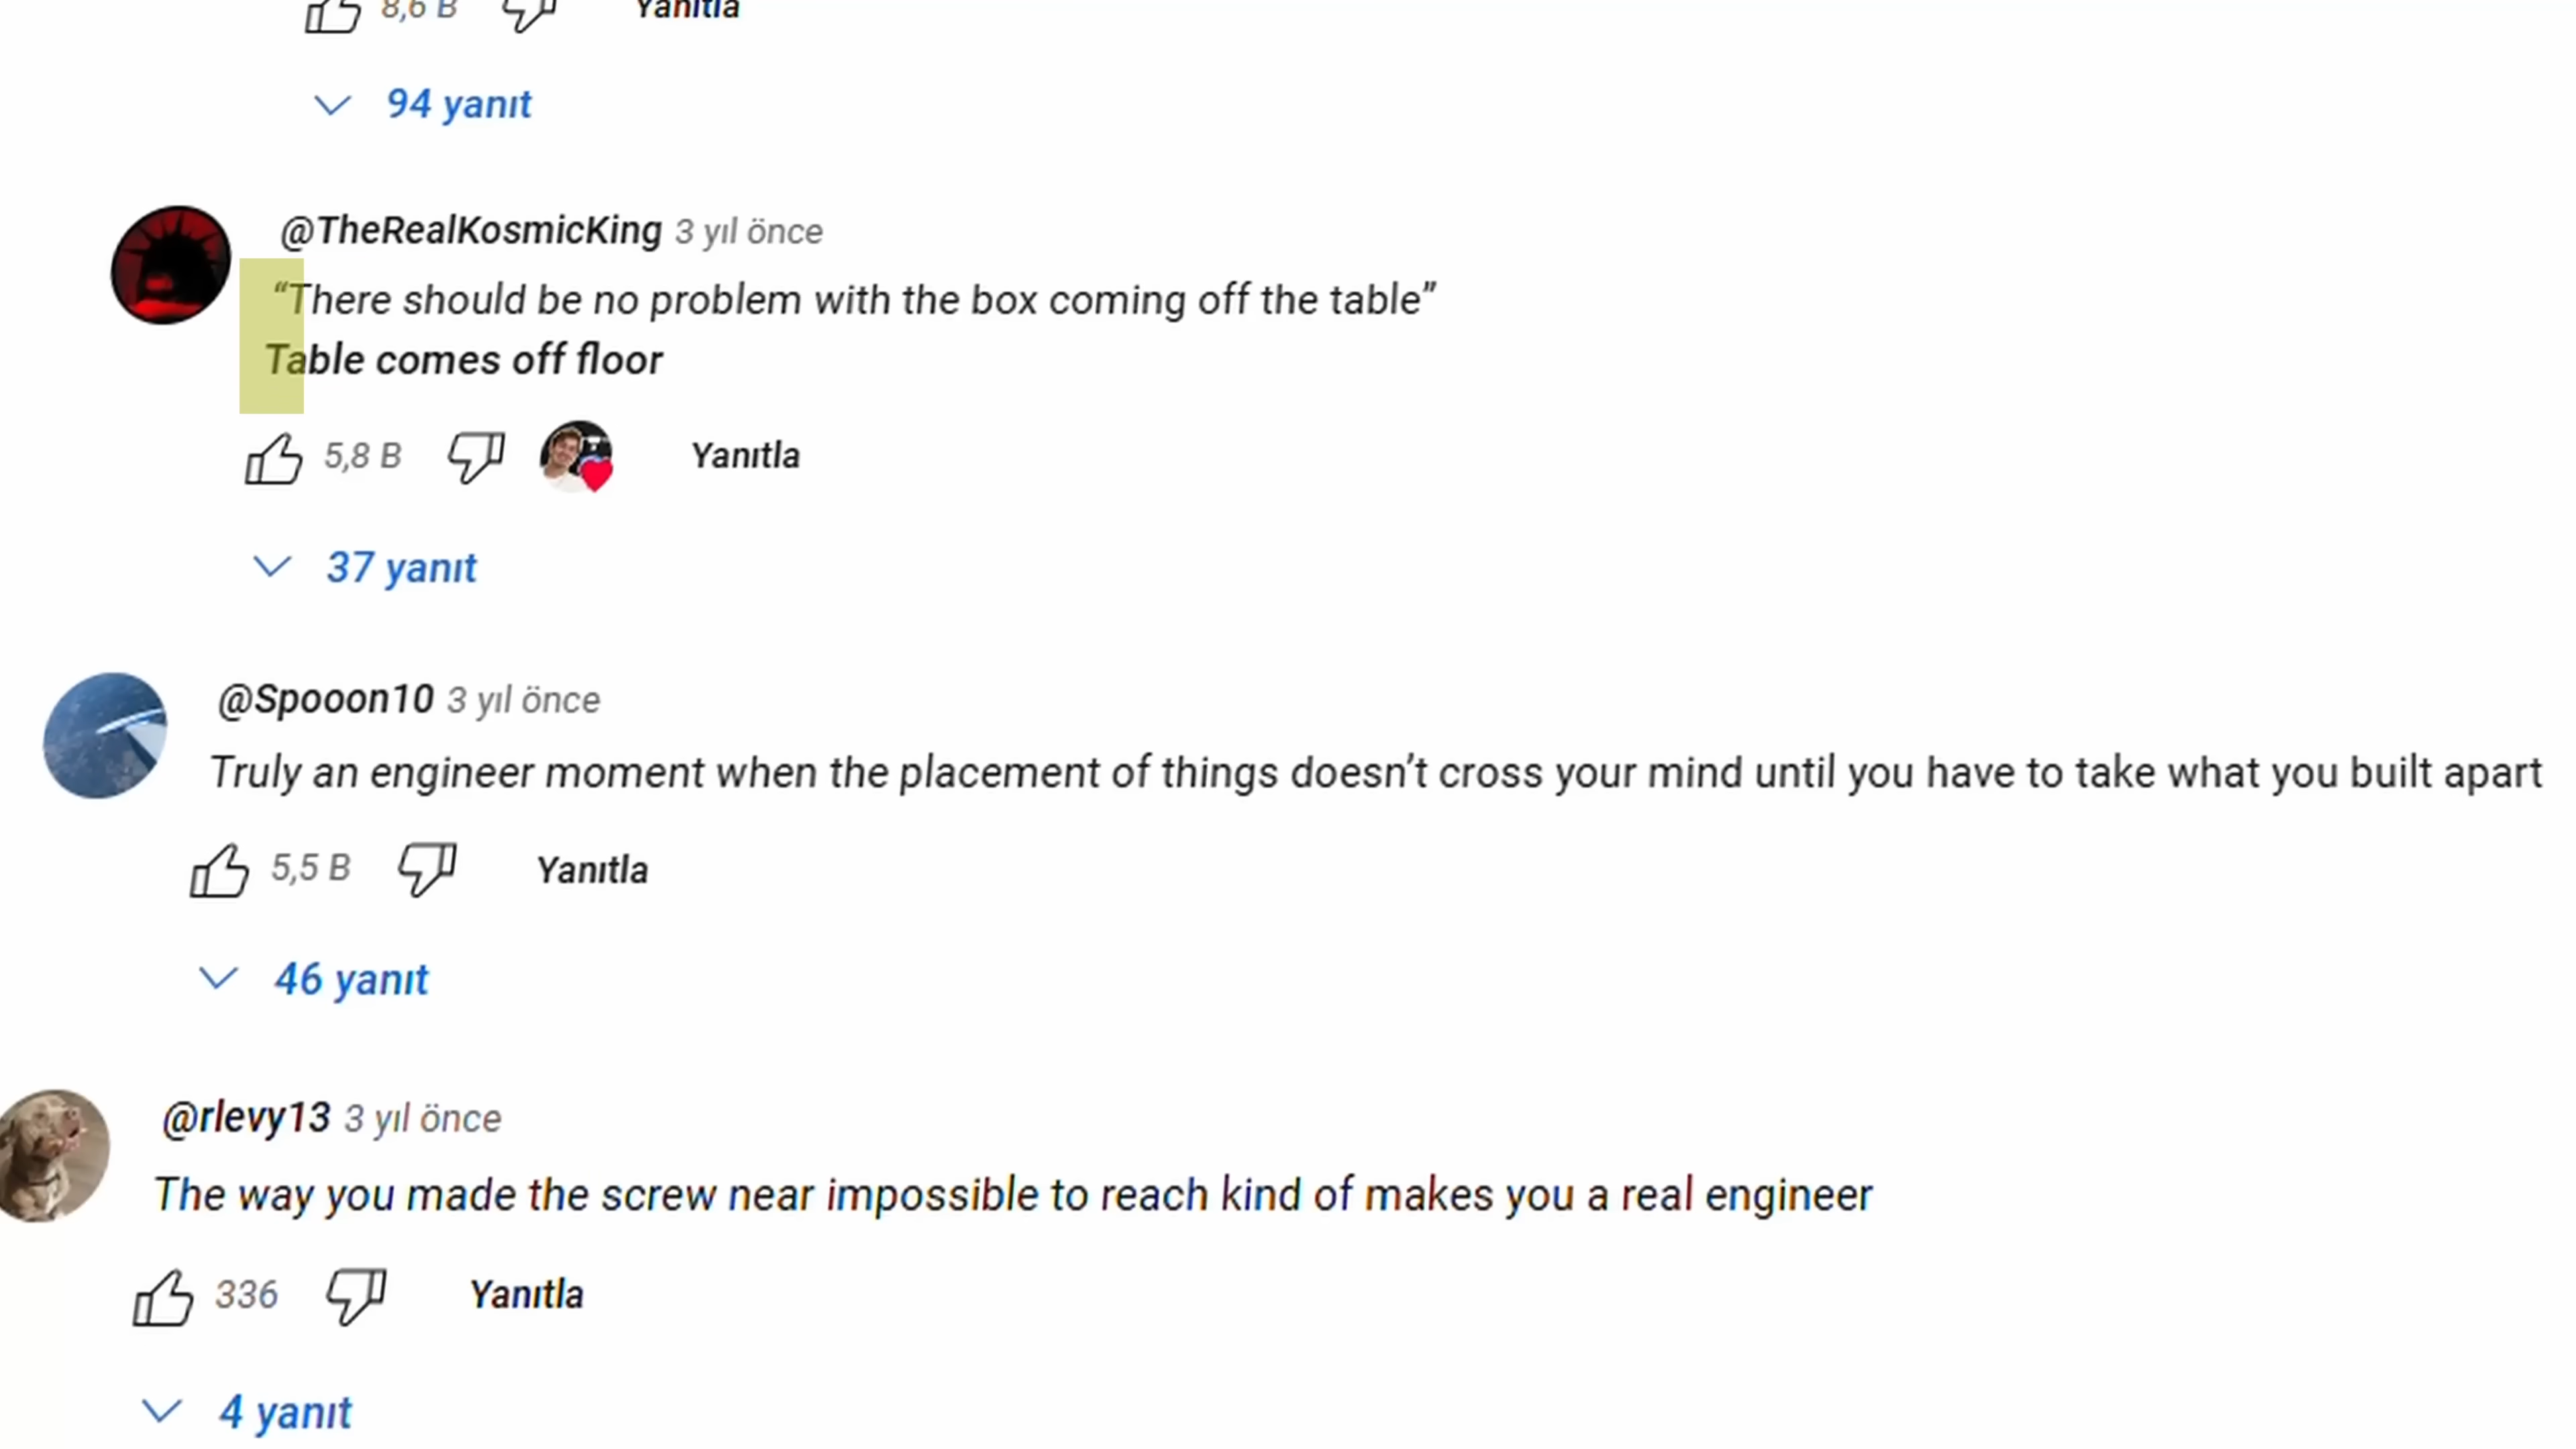 8,6 B Yanıtla
94 yanıt
@TheRealKosmicKing 3 yıl önce
“There should be no problem with the box coming off the table”
Table comes off floor
5,8 B Yanıtla
37 yanıt
@Spooon10 3 yıl önce
Truly an engineer moment when the placement of things doesn’t cross your mind until you have to take what you built apart
5,5 B Yanıtla
46 yanıt
@rlevy13 3 yıl önce
The way you made the screw near impossible to reach kind of makes you a real engineer
336 Yanıtla
4 yanıt